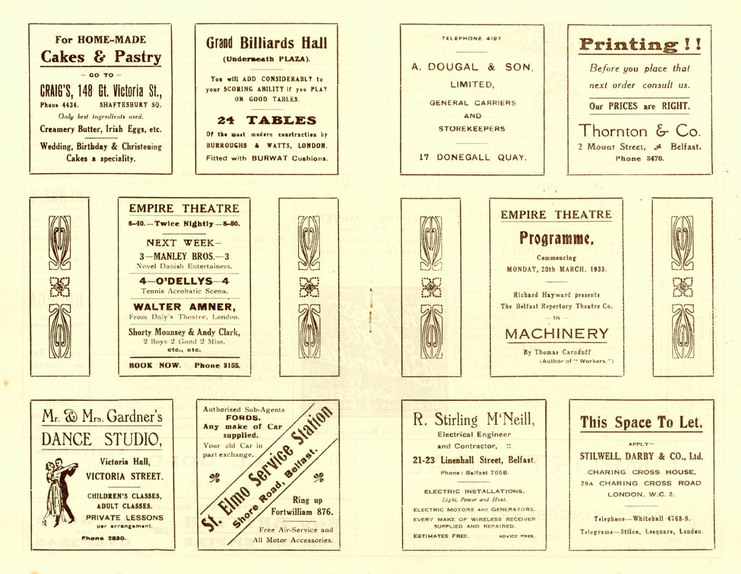 For HOME-MADE
Cakes & Pastry
— GO TO —
CRAIG'S, 148 Gt. Victoria St.,
Phone 4434. SHAFTESBURY SQ.
Only best ingredients used.
Creamery Butter, Irish Eggs, etc.
Wedding, Birthday & Christening
Cakes a speciality.
Grand Billiards Hall
(Underneath PLAZA).
You will ADD CONSIDERABLY to
your SCORING ABILITY if you PLAY
ON GOOD TABLES.
24 TABLES
Of the most modern construction by
BURROUGHS & WATTS, LONDON.
Fitted with BURWAT Cushions.
TELEPHONE 4197
A. DOUGAL & SON,
LIMITED,
GENERAL CARRIERS
AND
STOREKEEPERS
17 DONEGALL QUAY.
Printing!!
Before you place that
next order consult us.
Our PRICES are RIGHT.
Thornton & Co.
2 Mount Street, Belfast.
Phone 3470.
EMPIRE THEATRE
6-40.—Twice Nightly—8-50.
NEXT WEEK—
3—MANLEY BROS.—3
Novel Danish Entertainers.
4—O'DELLYS—4
Tennis Acrobatic Scena.
WALTER AMNER,
From Daly's Theatre, London.
Shorty Mounsey & Andy Clark,
2 Boys 2 Good 2 Miss.
etc., etc.
BOOK NOW. Phone 3165.
EMPIRE THEATRE
Programme,
Commencing
MONDAY, 20th MARCH, 1933.
Richard Hayward presents
The Belfast Repertory Theatre Co.
— IN —
MACHINERY
By Thomas Carnduff
(Author of "Workers.")
Mr. & Mrs. Gardner's
DANCE STUDIO,
Victoria Hall,
VICTORIA STREET.
CHILDREN'S CLASSES,
ADULT CLASSES.
PRIVATE LESSONS
per arrangement.
Phone 2830.
Authorised Sub-Agents
FORDS.
Any make of Car
supplied.
Your old Car in
part exchange.
St. Elmo Service Station
Shore Road, Belfast.
Ring up
Fortwilliam 876.
Free Air-Service and
All Motor Accessories.
R. Stirling M'Neill,
Electrical Engineer
and Contractor, ::
21-23 Linenhall Street, Belfast.
Phone: Belfast 7066.
ELECTRIC INSTALLATIONS,
Light, Power and Heat.
ELECTRIC MOTORS AND GENERATORS.
EVERY MAKE OF WIRELESS RECEIVER
SUPPLIED AND REPAIRED.
ESTIMATES FREE. ADVICE FREE.
This Space To Let.
APPLY—
STILWELL, DARBY & CO., Ltd.
CHARING CROSS HOUSE,
29A CHARING CROSS ROAD
LONDON, W.C. 2.
Telephone—Whitehall 4768-9.
Telegrams—Stilco, Lesquare, London.